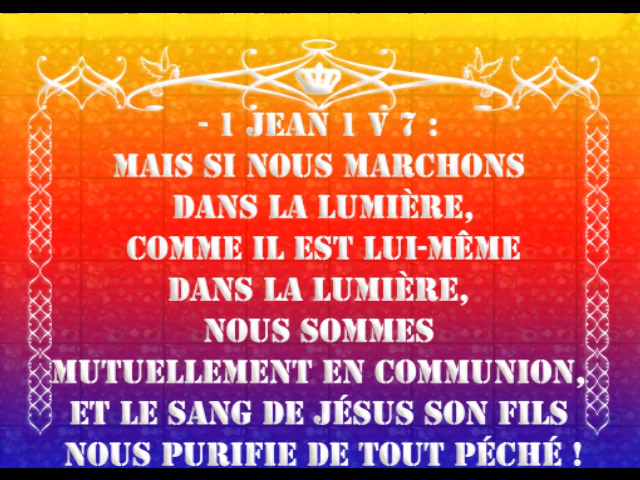 - 1 JEAN 1 V 7 :
MAIS SI NOUS MARCHONS
DANS LA LUMIÈRE,
COMME IL EST LUI-MÊME
DANS LA LUMIÈRE,
NOUS SOMMES
MUTUELLEMENT EN COMMUNION,
ET LE SANG DE JÉSUS SON FILS
NOUS PURIFIE DE TOUT PÉCHÉ !